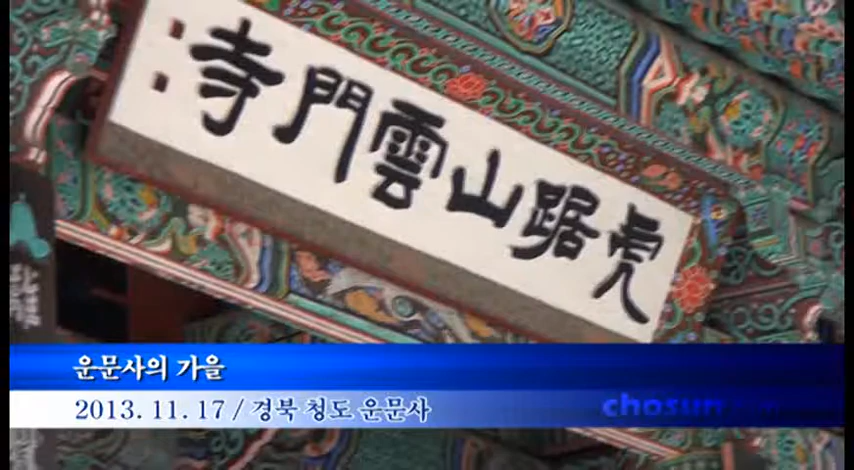 虎踞山雲門寺
운문사의 가을
2013. 11. 17 / 경북 청도 운문사
chosun